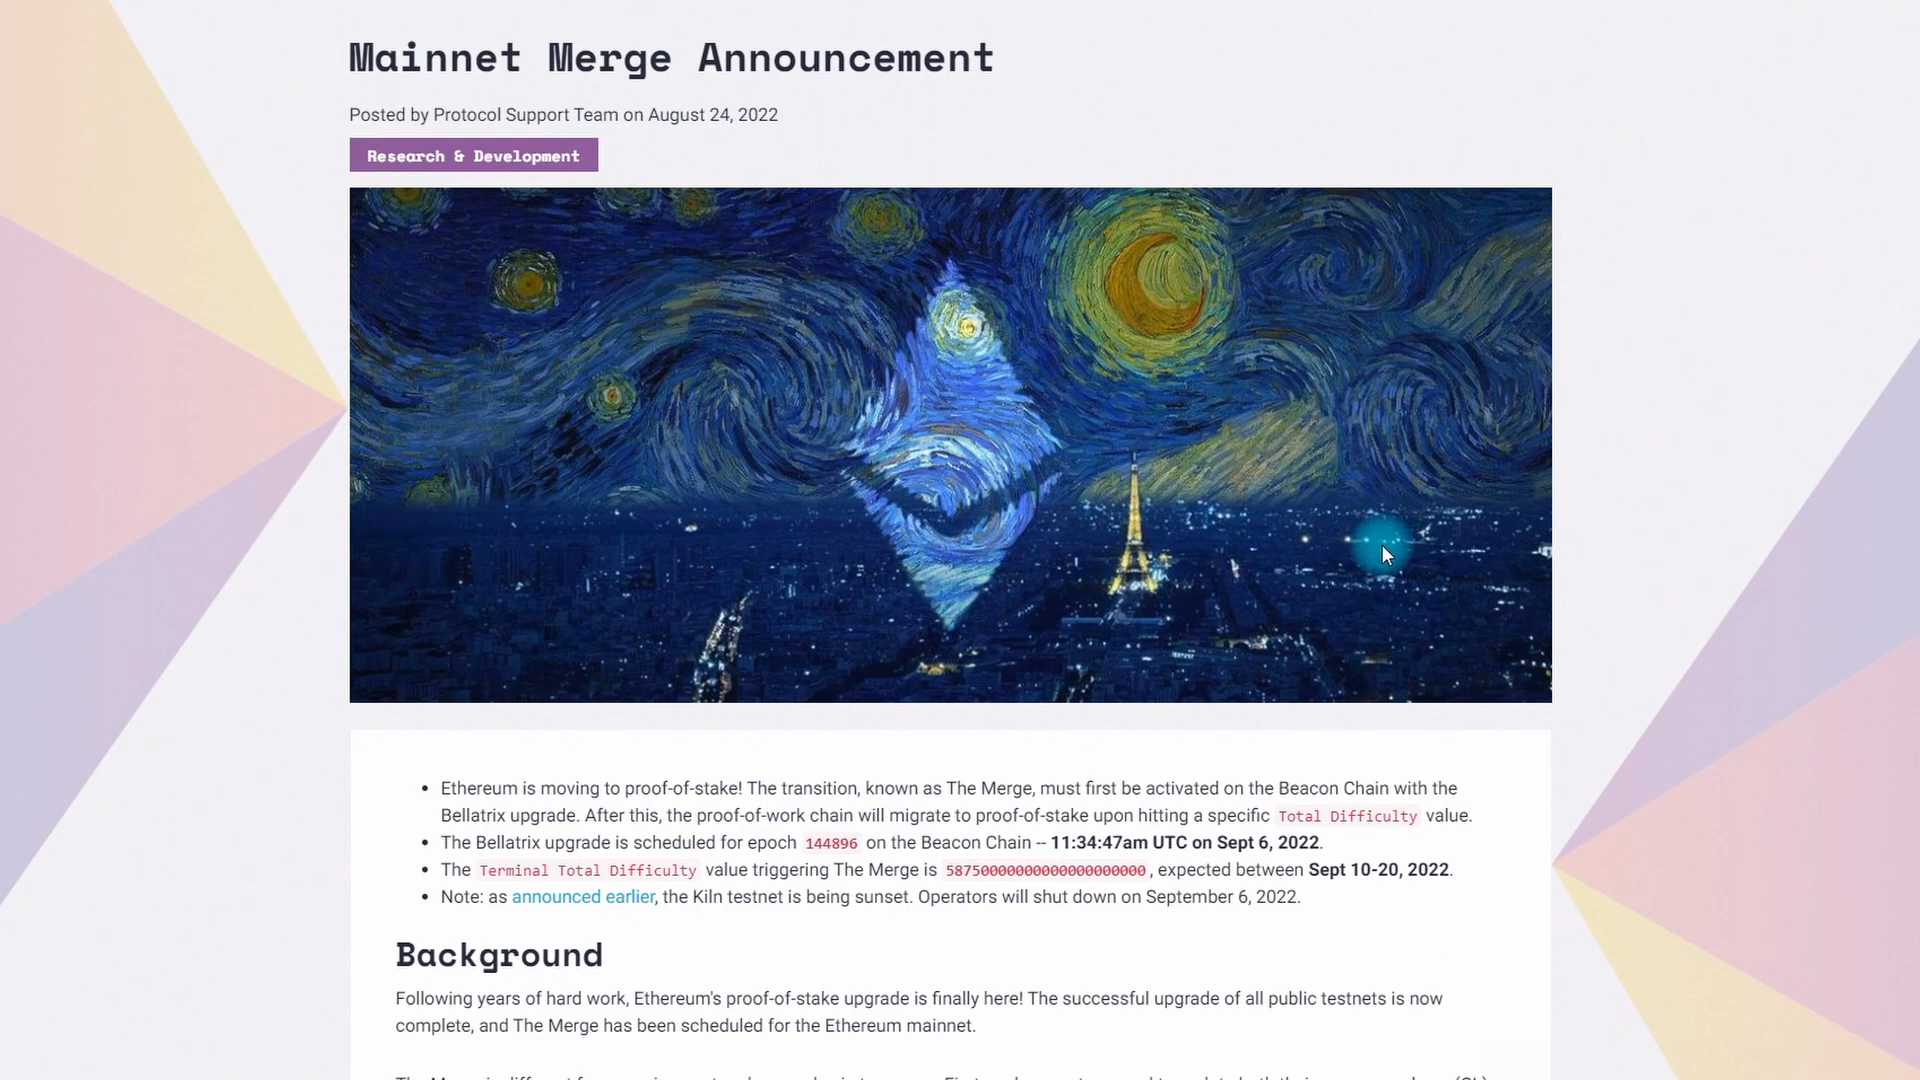 Mainnet Merge Announcement
Posted by Protocol Support Team on August 24, 2022
Research & Development
• Ethereum is moving to proof-of-stake! The transition, known as The Merge, must first be activated on the Beacon Chain with the
Bellatrix upgrade. After this, the proof-of-work chain will migrate to proof-of-stake upon hitting a specific Total Difficulty value.
• The Bellatrix upgrade is scheduled for epoch 144896 on the Beacon Chain -- 11:34:47am UTC on Sept 6, 2022.
• The Terminal Total Difficulty value triggering The Merge is 58750000000000000000000, expected between Sept 10-20, 2022.
• Note: as announced earlier, the Kiln testnet is being sunset. Operators will shut down on September 6, 2022.
Background
Following years of hard work, Ethereum's proof-of-stake upgrade is finally here! The successful upgrade of all public testnets is now
complete, and The Merge has been scheduled for the Ethereum mainnet.